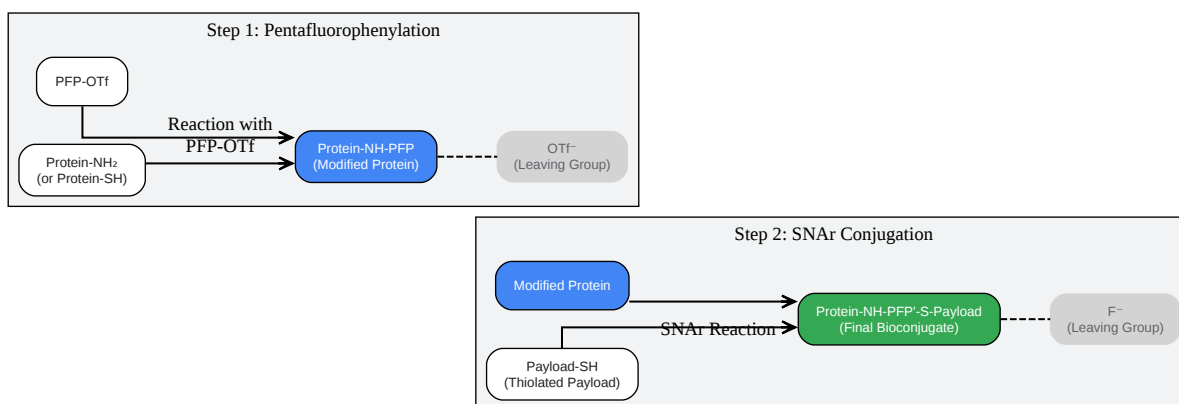 Step 1: Pentafluorophenylation
PFP-OTf
Reaction with
PFP-OTf
Protein-NH₂
(or Protein-SH)
Protein-NH-PFP
(Modified Protein)
OTf⁻
(Leaving Group)
Step 2: SNAr Conjugation
Modified Protein
SNAr Reaction
Payload-SH
(Thiolated Payload)
Protein-NH-PFP'-S-Payload
(Final Bioconjugate)
F⁻
(Leaving Group)